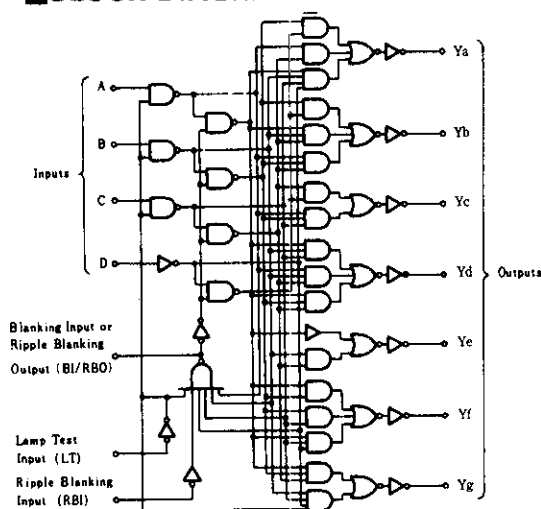 A
B
Inputs
C
D
Blanking Input or
Ripple Blanking
Output (BI/RBO)
Lamp Test
Input (LT)
Ripple Blanking
Input (RBI)
Ya
Yb
Yc
Yd
Outputs
Ye
Yf
Yg